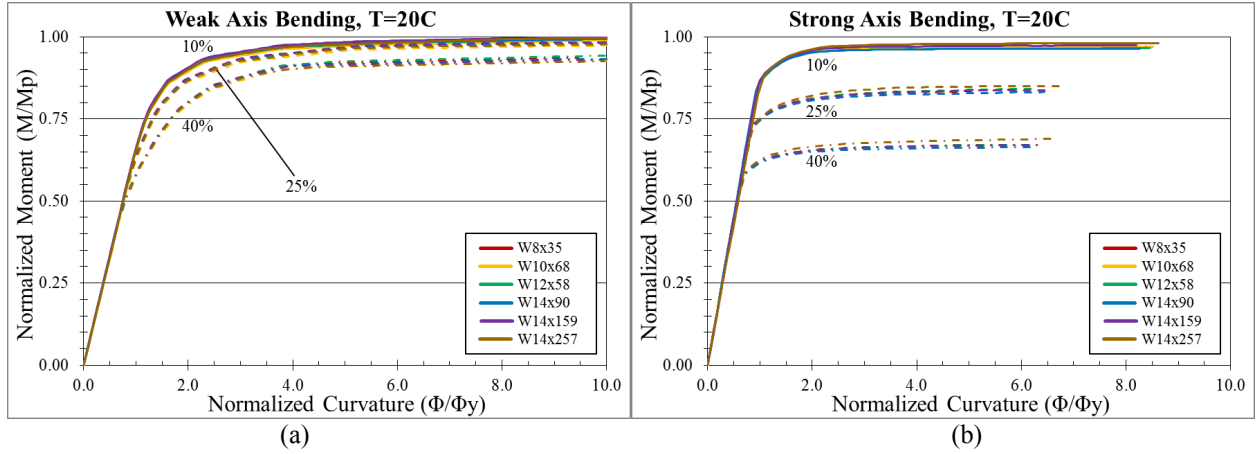 Weak Axis Bending, T=20C
Normalized Moment (M/Mp)
1.00
0.75
0.50
0.25
0.00
10%
40%
25%
W8x35
W10x68
W12x58
W14x90
W14x159
W14x257
0.0 2.0 4.0 6.0 8.0 10.0
Normalized Curvature (Φ/Φy)
(a)
Strong Axis Bending, T=20C
Normalized Moment (M/Mp)
1.00
0.75
0.50
0.25
0.00
10%
25%
40%
W8x35
W10x68
W12x58
W14x90
W14x159
W14x257
0.0 2.0 4.0 6.0 8.0 10.0
Normalized Curvature (Φ/Φy)
(b)